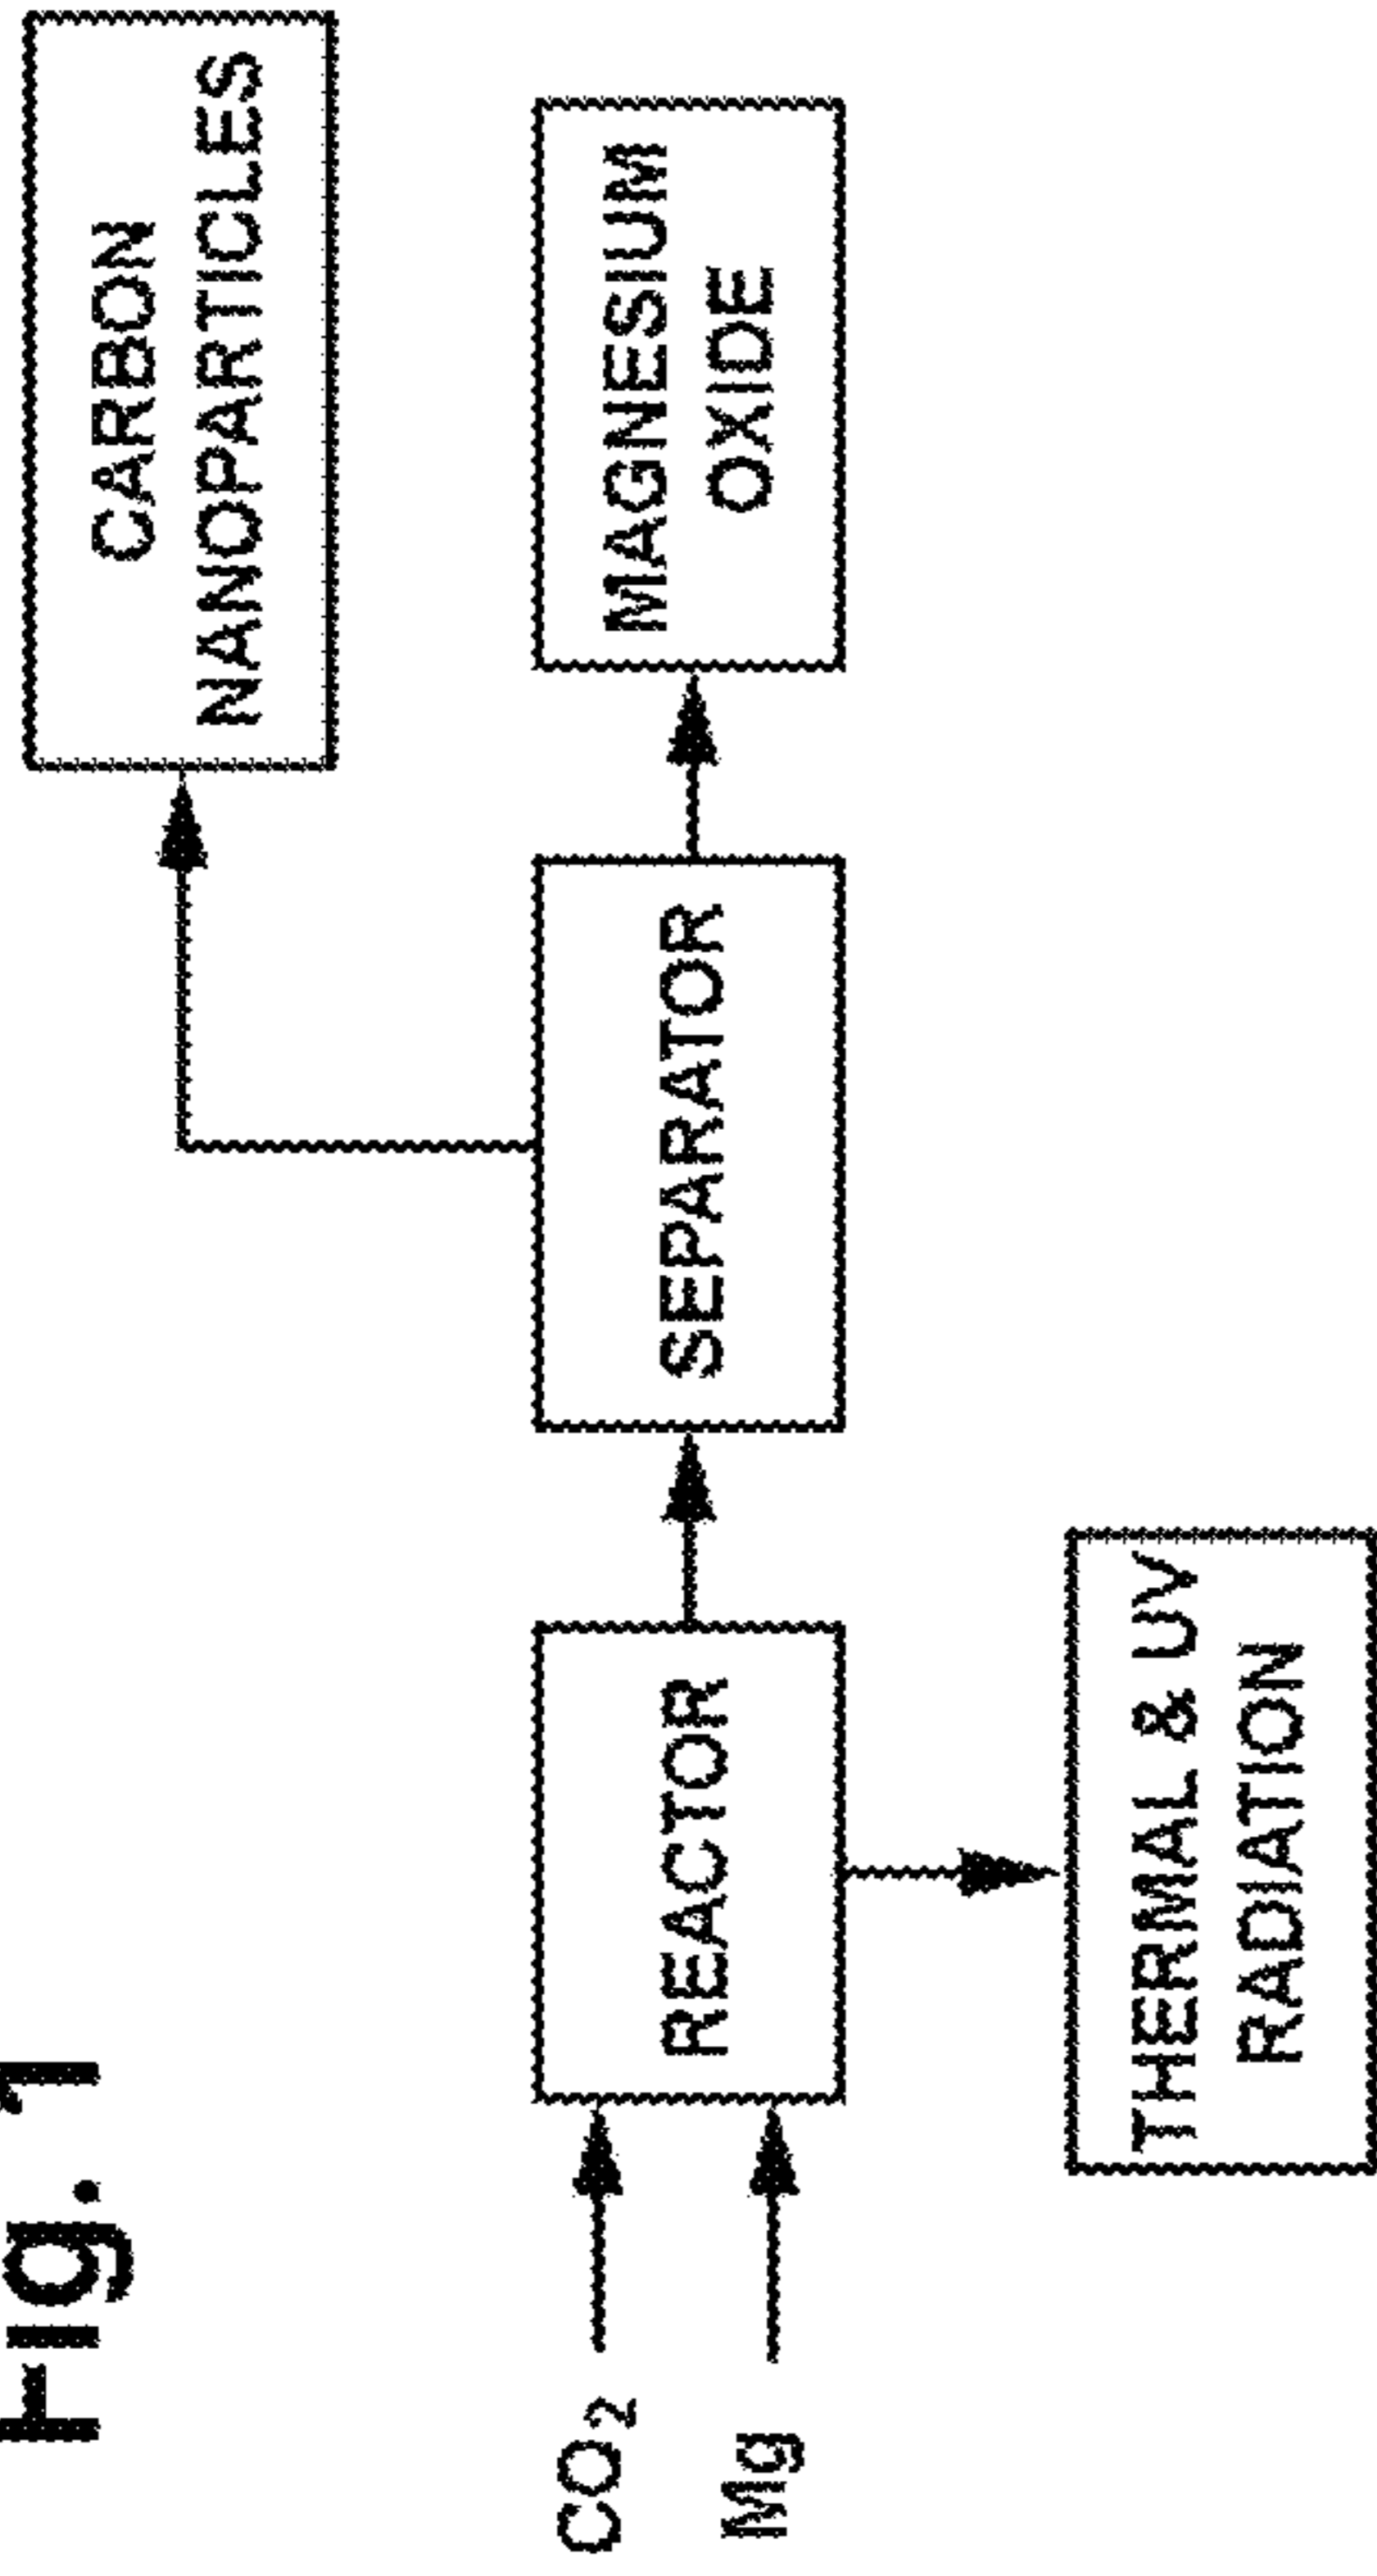 Fig. 1
CARBON
NANOPARTICLES
CO2
Mg
REACTOR
SEPARATOR
MAGNESIUM
OXIDE
THERMAL & UV
RADIATION